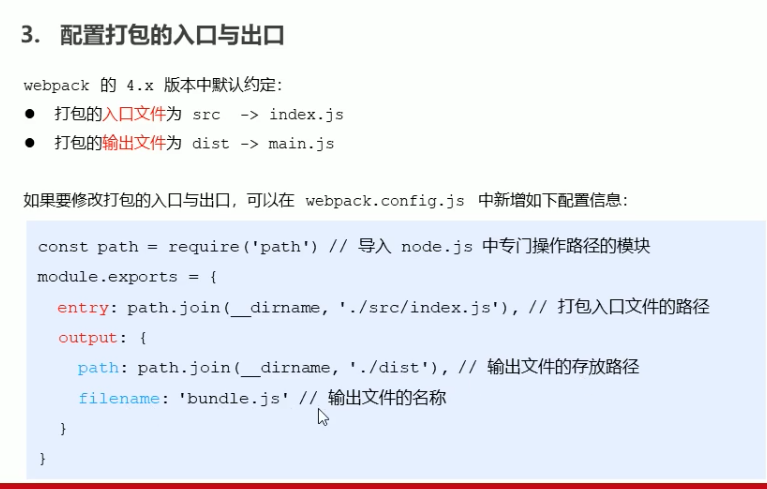 3. 配置打包的入口与出口
webpack 的 4.x 版本中默认约定：
● 打包的入口文件为 src -> index.js
● 打包的输出文件为 dist -> main.js
如果要修改打包的入口与出口，可以在 webpack.config.js 中新增如下配置信息：
const path = require('path') // 导入 node.js 中专门操作路径的模块
module.exports = {
entry: path.join(__dirname, './src/index.js'), // 打包入口文件的路径
output: {
path: path.join(__dirname, './dist'), // 输出文件的存放路径
filename: 'bundle.js' // 输出文件的名称
}
}